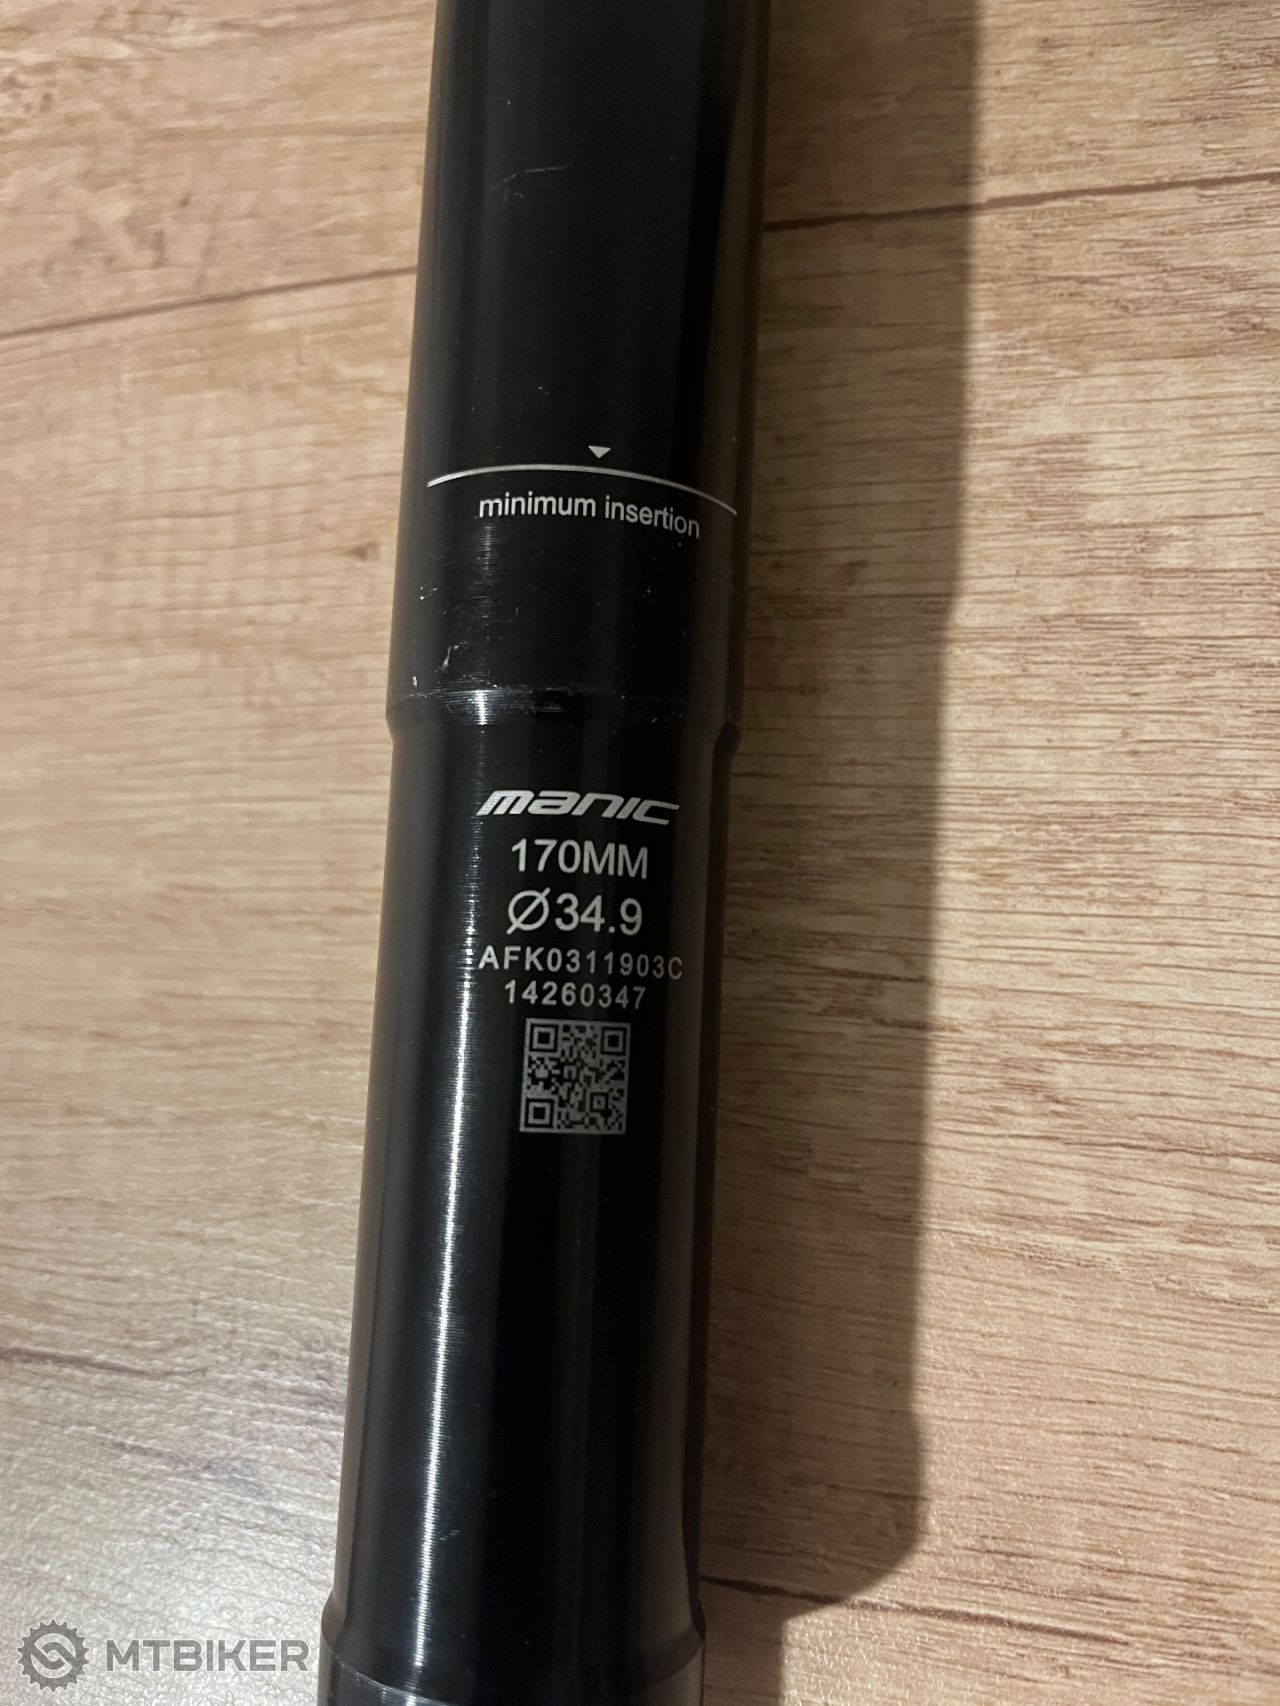 minimum insertion
manic
170MM
Ø34.9
AFK0311903C
14260347
MTBIKER